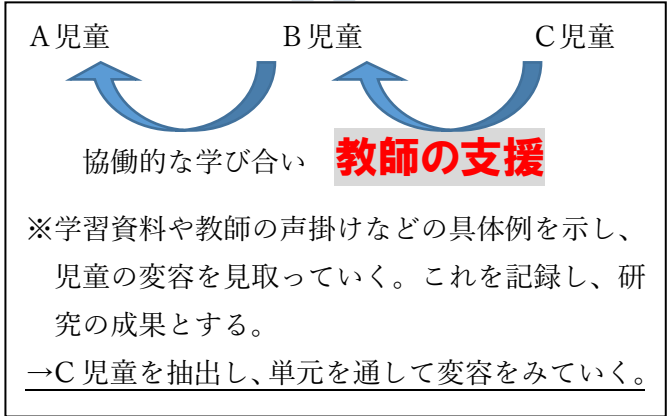 A児童 B児童 C児童
協働的な学び合い 教師の支援
※学習資料や教師の声掛けなどの具体例を示し、
児童の変容を見取っていく。これを記録し、研
究の成果とする。
→C 児童を抽出し、単元を通して変容をみていく。